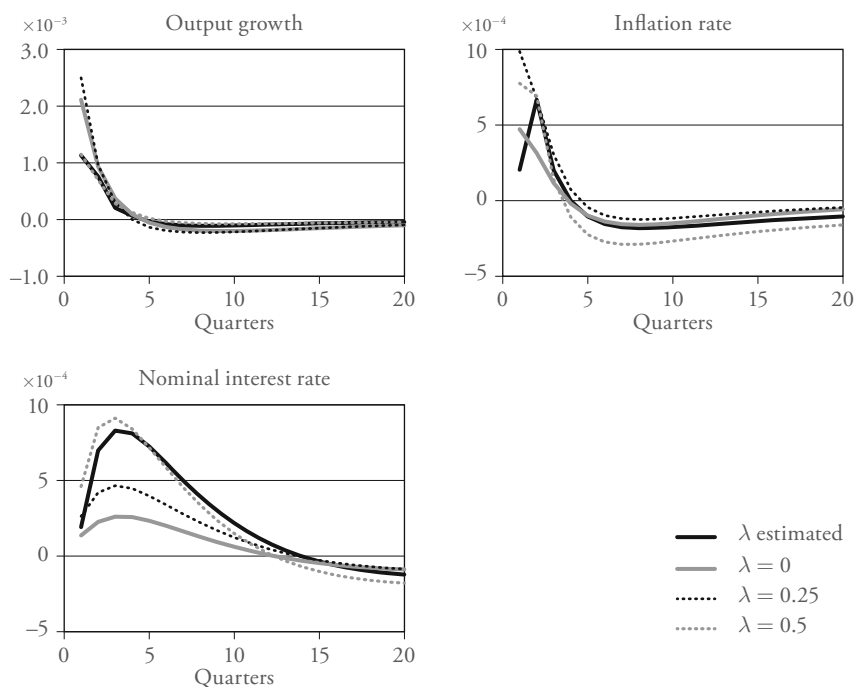 Output growth
×10⁻³
3.0
2.0
1.0
0.0
−1.0
0 5 10 15 20
Quarters
Inflation rate
×10⁻⁴
10
5
0
−5
0 5 10 15 20
Quarters
Nominal interest rate
×10⁻⁴
10
5
0
−5
0 5 10 15 20
Quarters
λ estimated
λ = 0
λ = 0.25
λ = 0.5